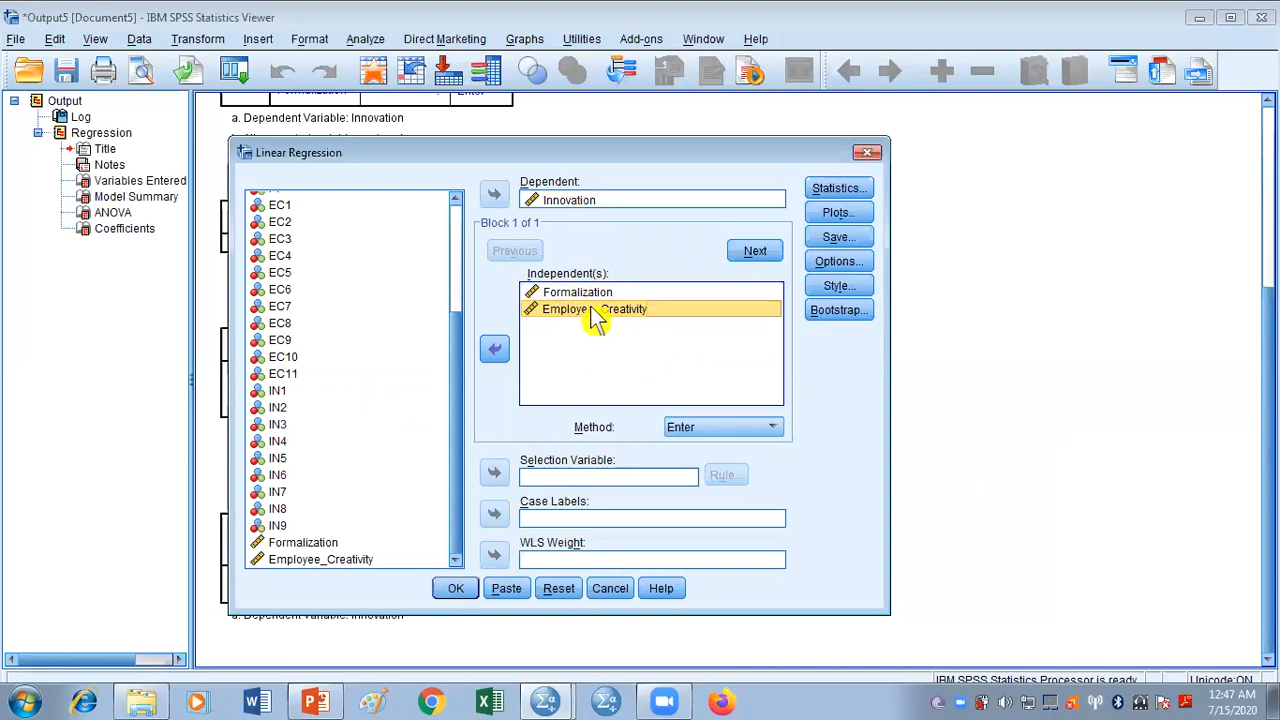 *Output5 [Document5] - IBM SPSS Statistics Viewer
File Edit View Data Transform Insert Format Analyze Direct Marketing Graphs Utilities Add-ons Window Help
Output
Log
Regression
Title
Notes
Variables Entered
Model Summary
ANOVA
Coefficients
a. Dependent Variable: Innovation
Linear Regression
EC1
EC2
EC3
EC4
EC5
EC6
EC7
EC8
EC9
EC10
EC11
IN1
IN2
IN3
IN4
IN5
IN6
IN7
IN8
IN9
Formalization
Employee_Creativity
Dependent:
Innovation
Block 1 of 1
Previous
Next
Independent(s):
Formalization
Employee_Creativity
Method:
Enter
Selection Variable:
Rule...
Case Labels:
WLS Weight:
Statistics...
Plots...
Save...
Options...
Style...
Bootstrap...
OK Paste Reset Cancel Help
a. Dependent Variable: Innovation
IBM SPSS Statistics Processor is ready
Unicode:ON
12:47 AM
7/15/2020